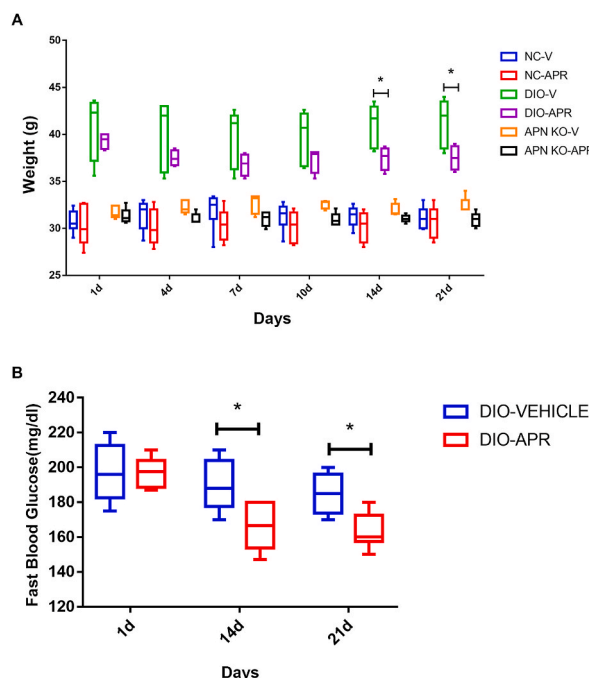 A
Weight (g)
50
45
40
35
30
25
* *
1d 4d 7d 10d 14d 21d
Days
NC-V
NC-APR
DIO-V
DIO-APR
APN KO-V
APN KO-APR
B
Fast Blood Glucose(mg/dl)
240
220
200
180
160
140
120
* *
1d 14d 21d
Days
DIO-VEHICLE
DIO-APR